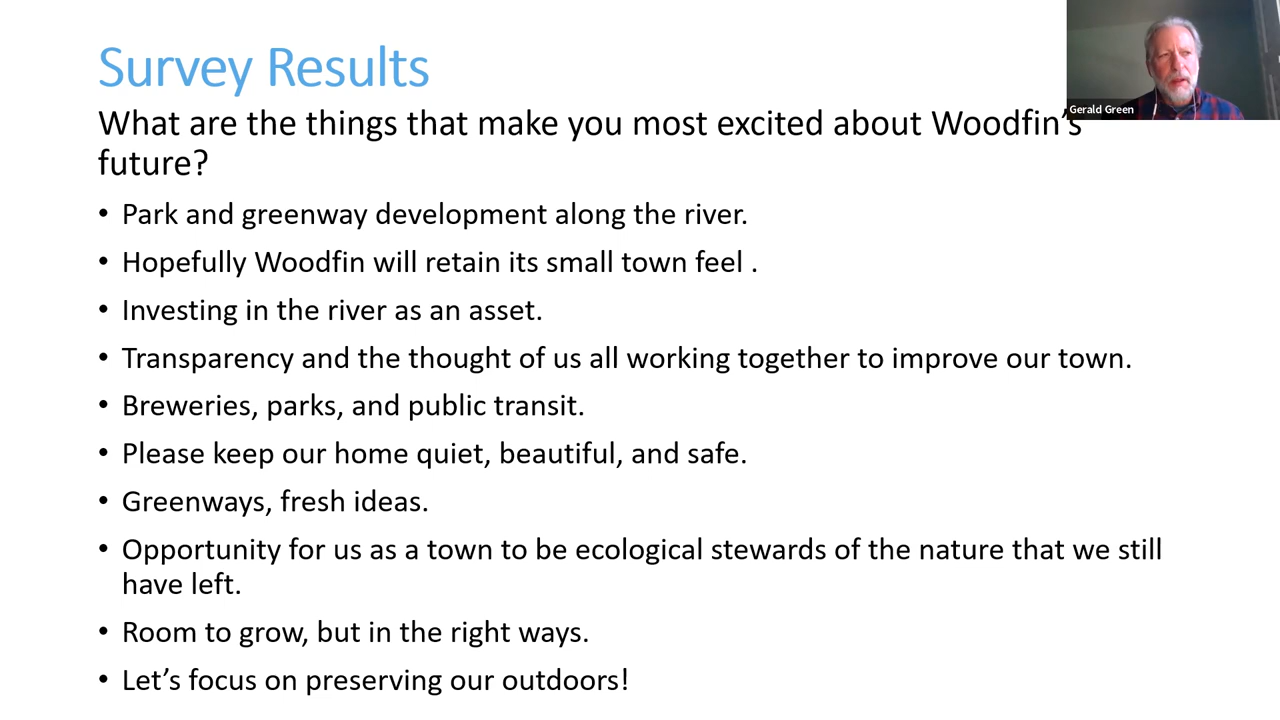 Survey Results
What are the things that make you most excited about Woodfin's
future?
• Park and greenway development along the river.
• Hopefully Woodfin will retain its small town feel .
• Investing in the river as an asset.
• Transparency and the thought of us all working together to improve our town.
• Breweries, parks, and public transit.
• Please keep our home quiet, beautiful, and safe.
• Greenways, fresh ideas.
• Opportunity for us as a town to be ecological stewards of the nature that we still
have left.
• Room to grow, but in the right ways.
• Let’s focus on preserving our outdoors!
Gerald Green